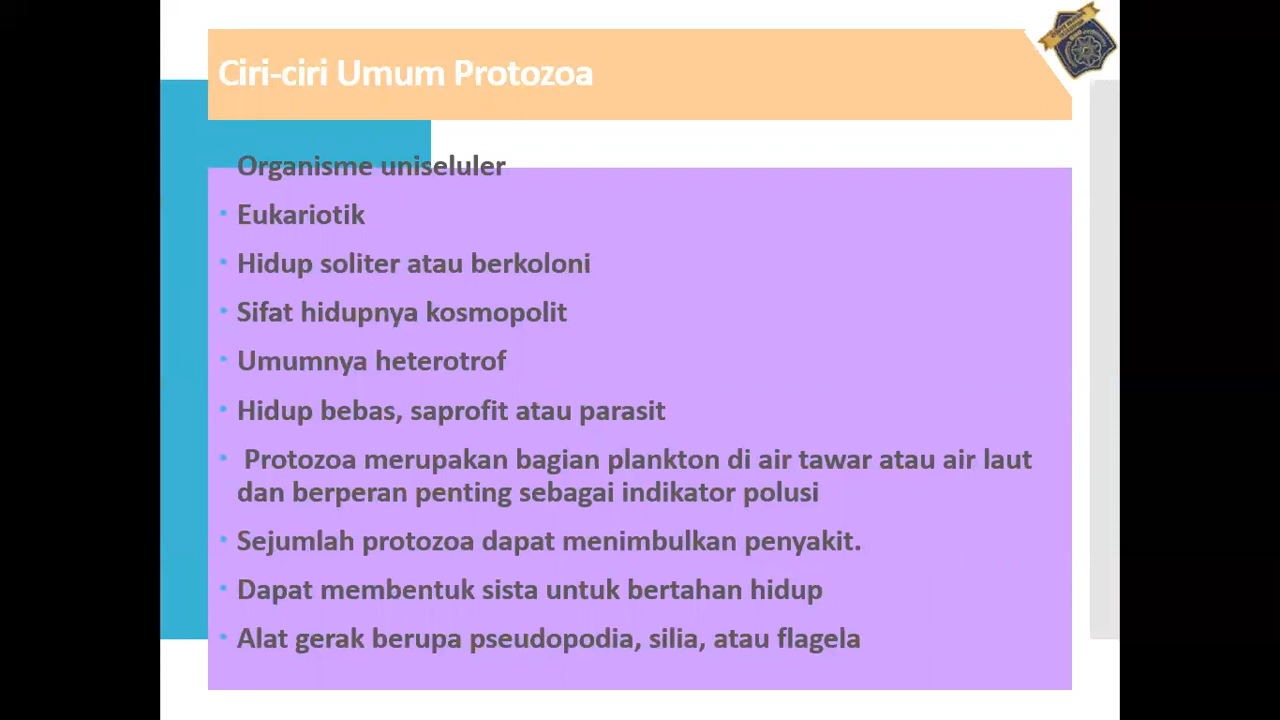 Ciri-ciri Umum Protozoa
Organisme uniseluler
• Eukariotik
• Hidup soliter atau berkoloni
• Sifat hidupnya kosmopolit
• Umumnya heterotrof
• Hidup bebas, saprofit atau parasit
• Protozoa merupakan bagian plankton di air tawar atau air laut
dan berperan penting sebagai indikator polusi
• Sejumlah protozoa dapat menimbulkan penyakit.
• Dapat membentuk sista untuk bertahan hidup
• Alat gerak berupa pseudopodia, silia, atau flagela